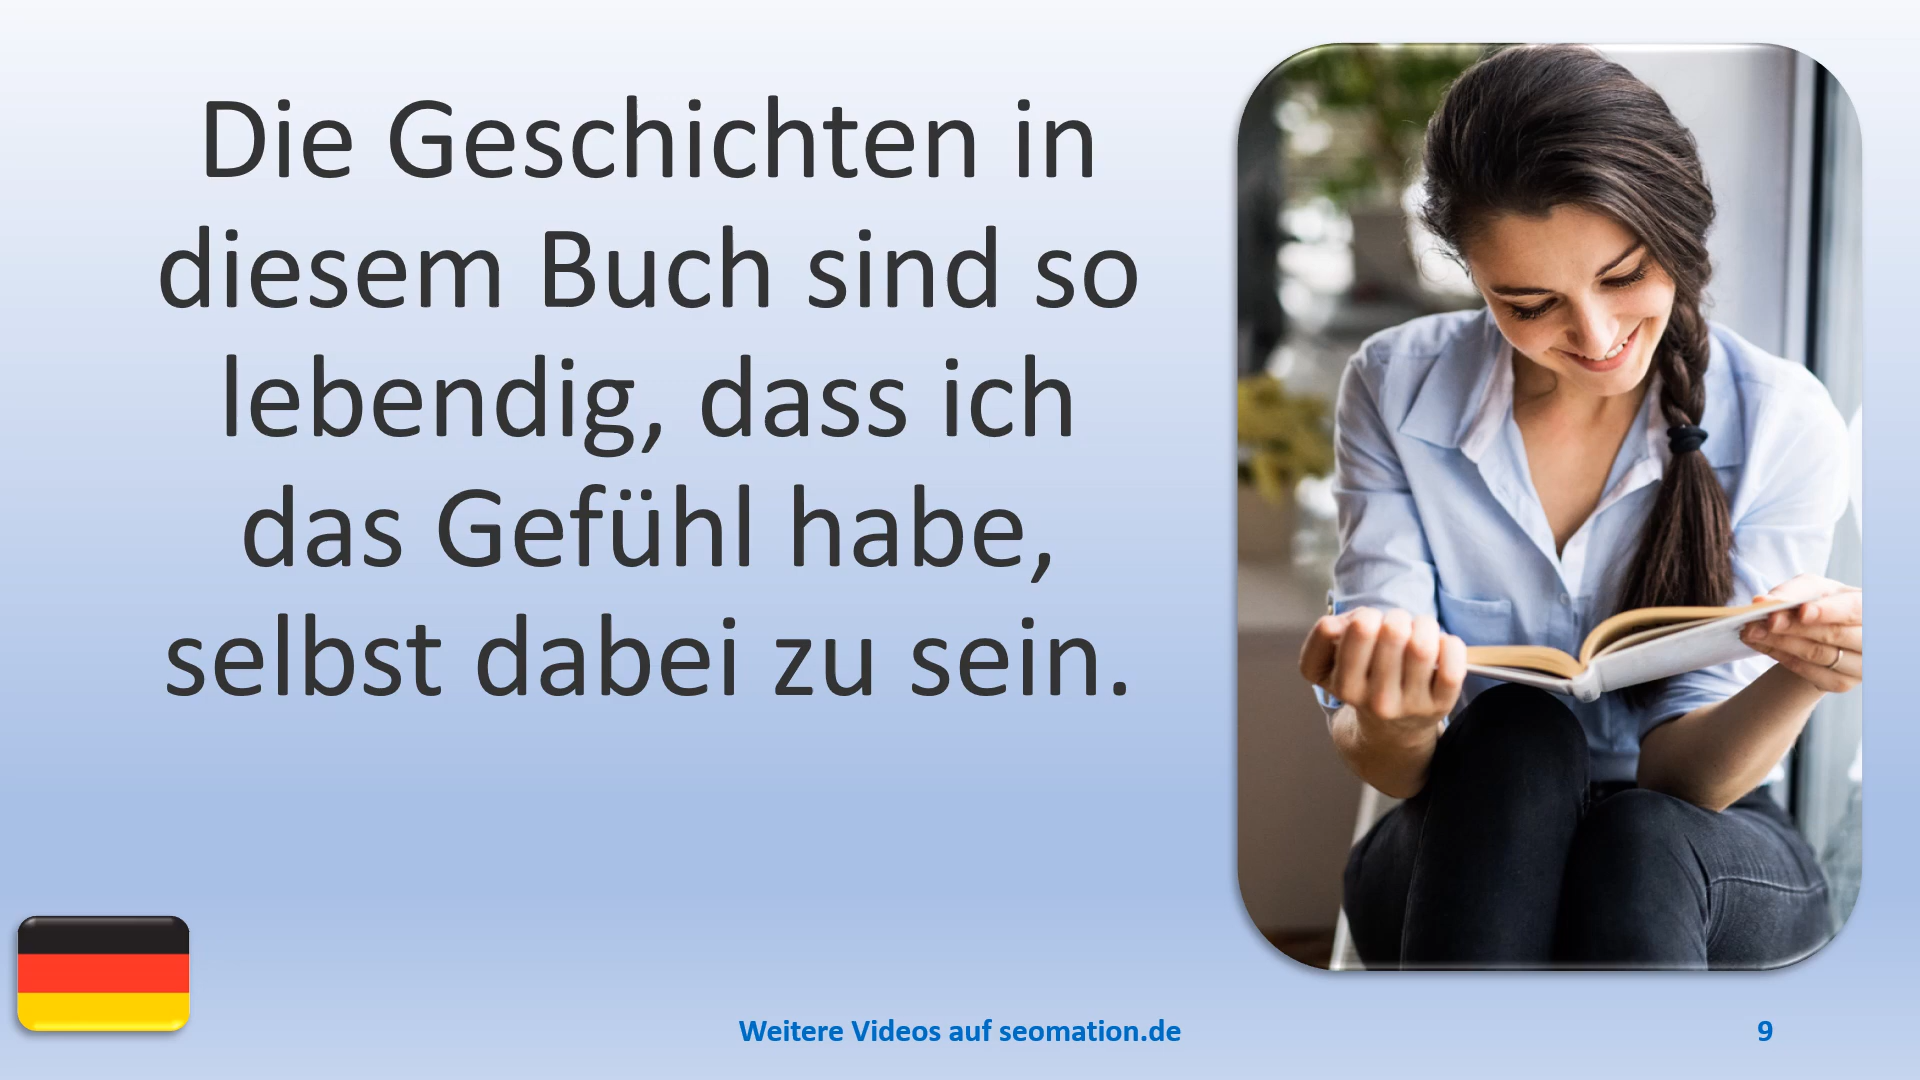 Die Geschichten in
diesem Buch sind so
lebendig, dass ich
das Gefühl habe,
selbst dabei zu sein.
Weitere Videos auf seomation.de
9